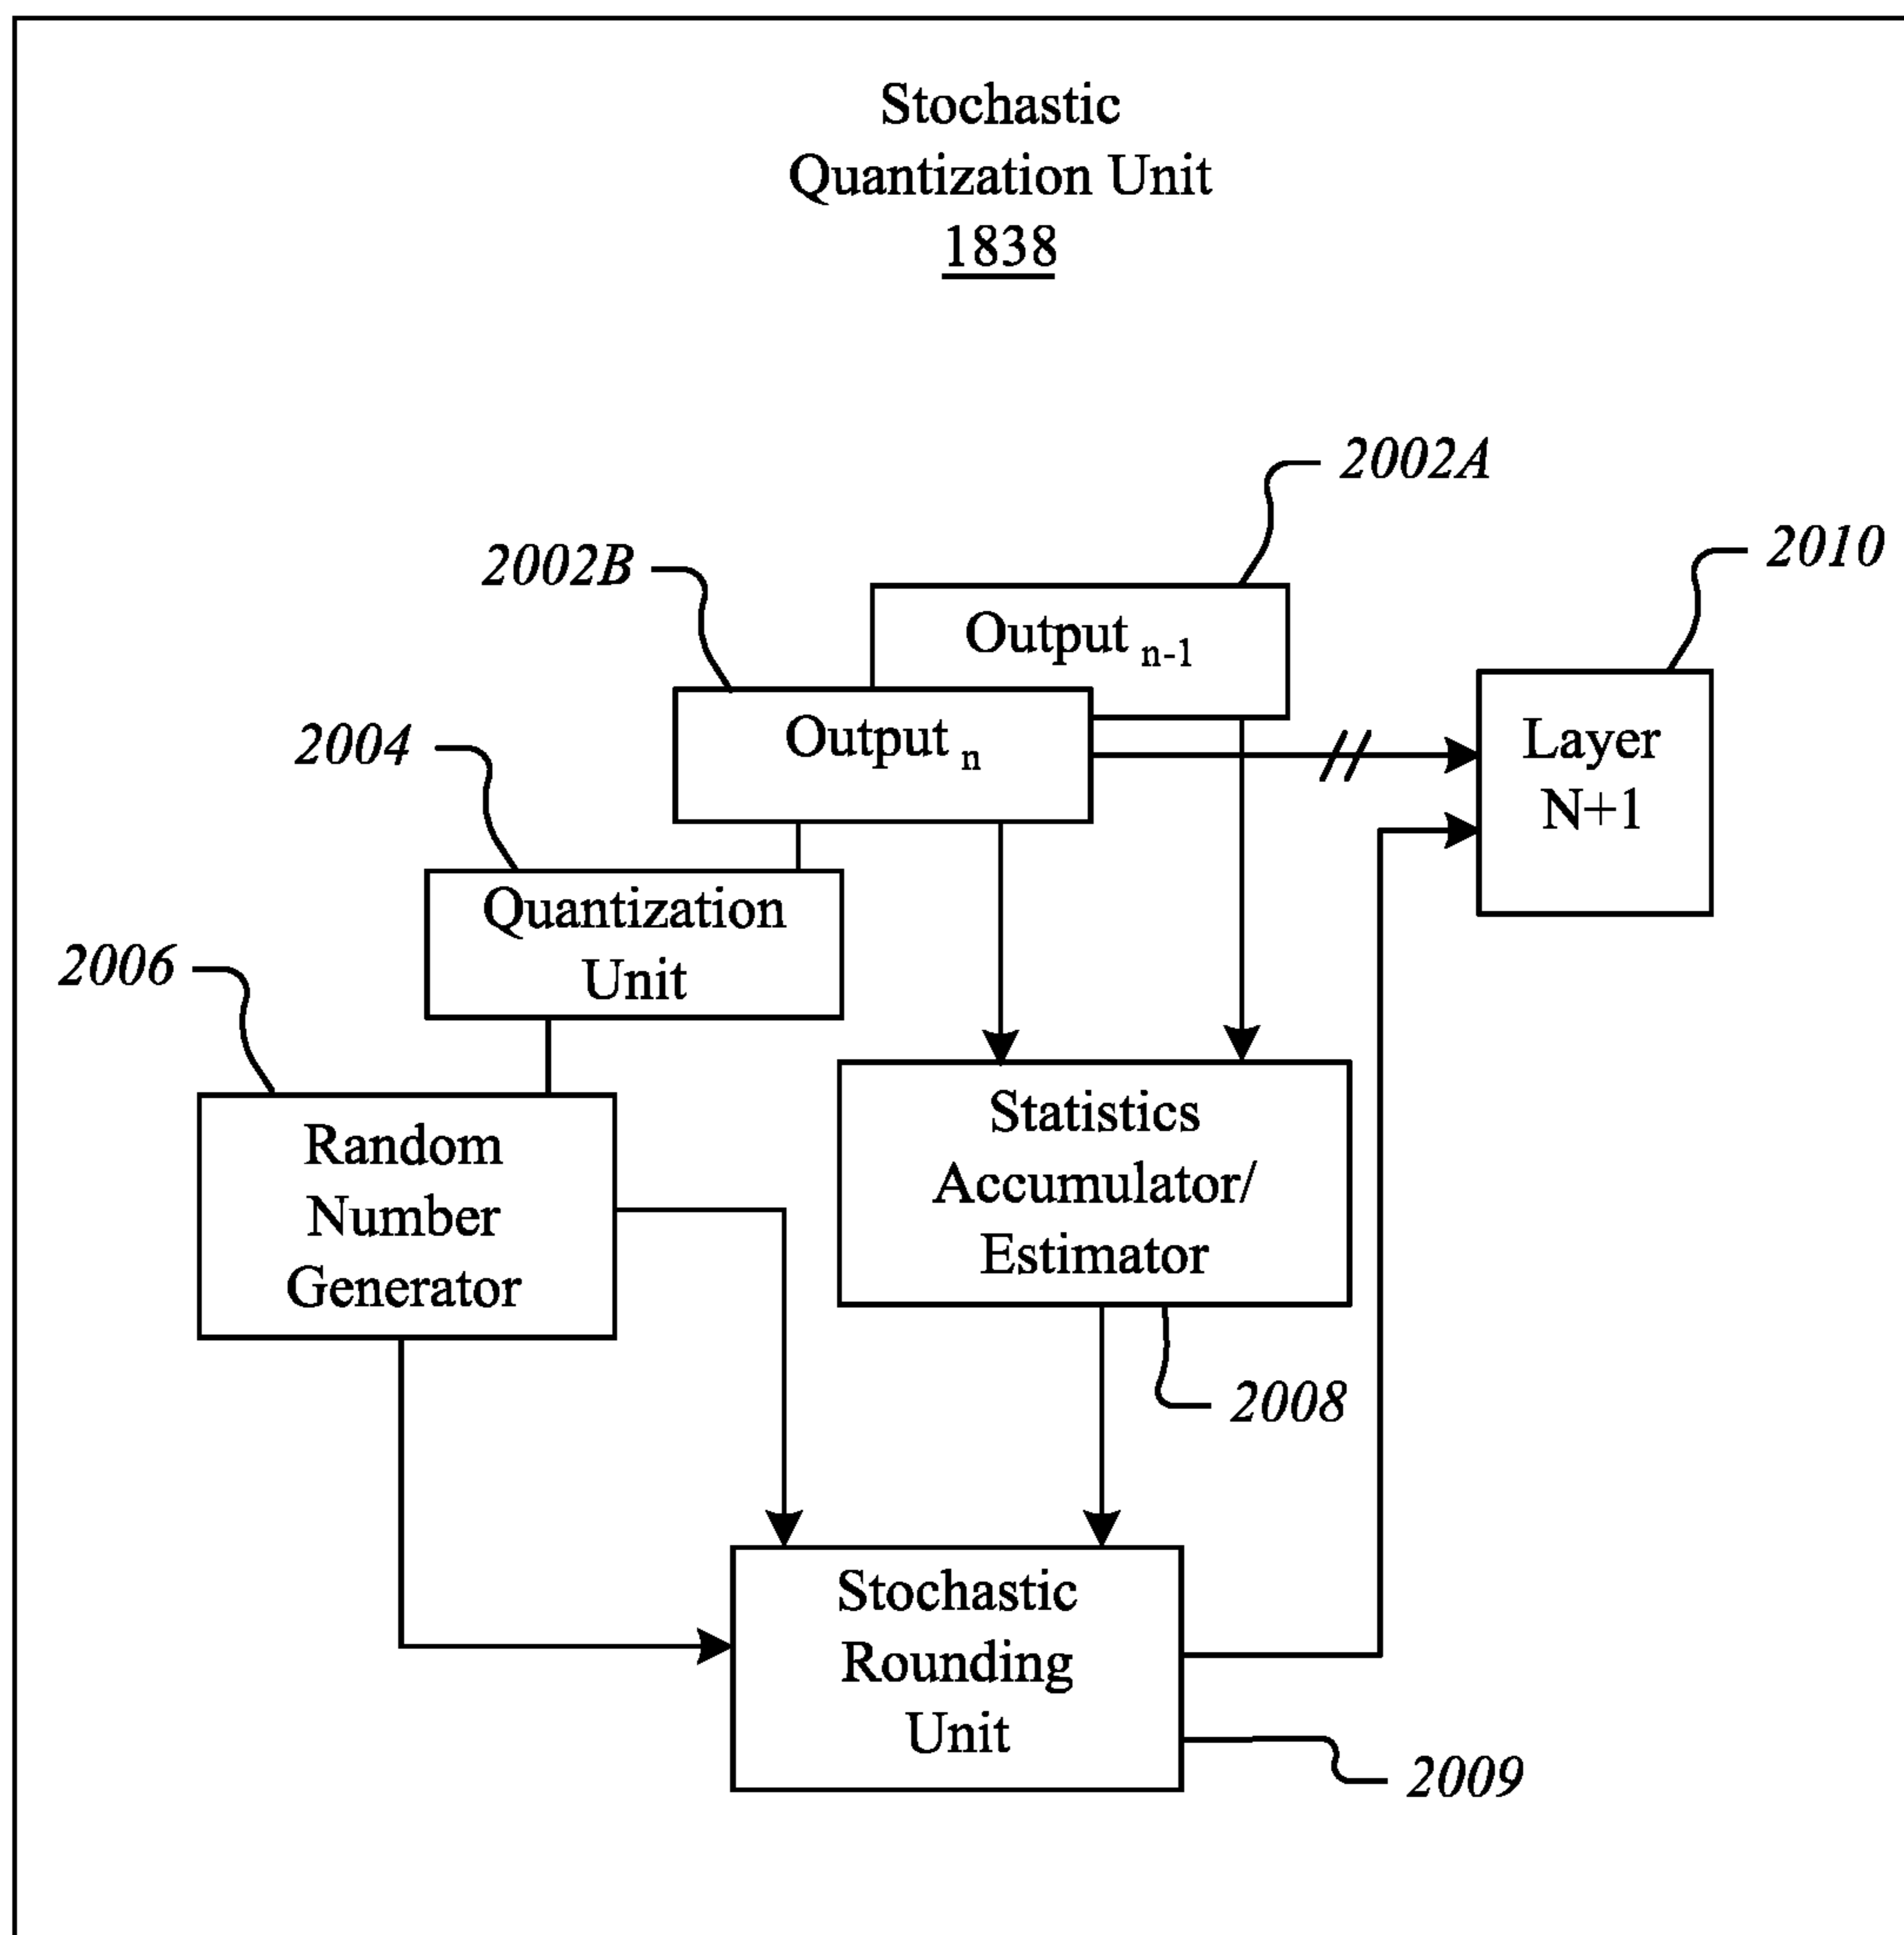 Stochastic
Quantization Unit
1838
2002A
2010
2002B
Output n-1
Output n
Layer
N+1
2004
Quantization
Unit
2006
Statistics
Accumulator/
Estimator
Random
Number
Generator
2008
Stochastic
Rounding
Unit
2009